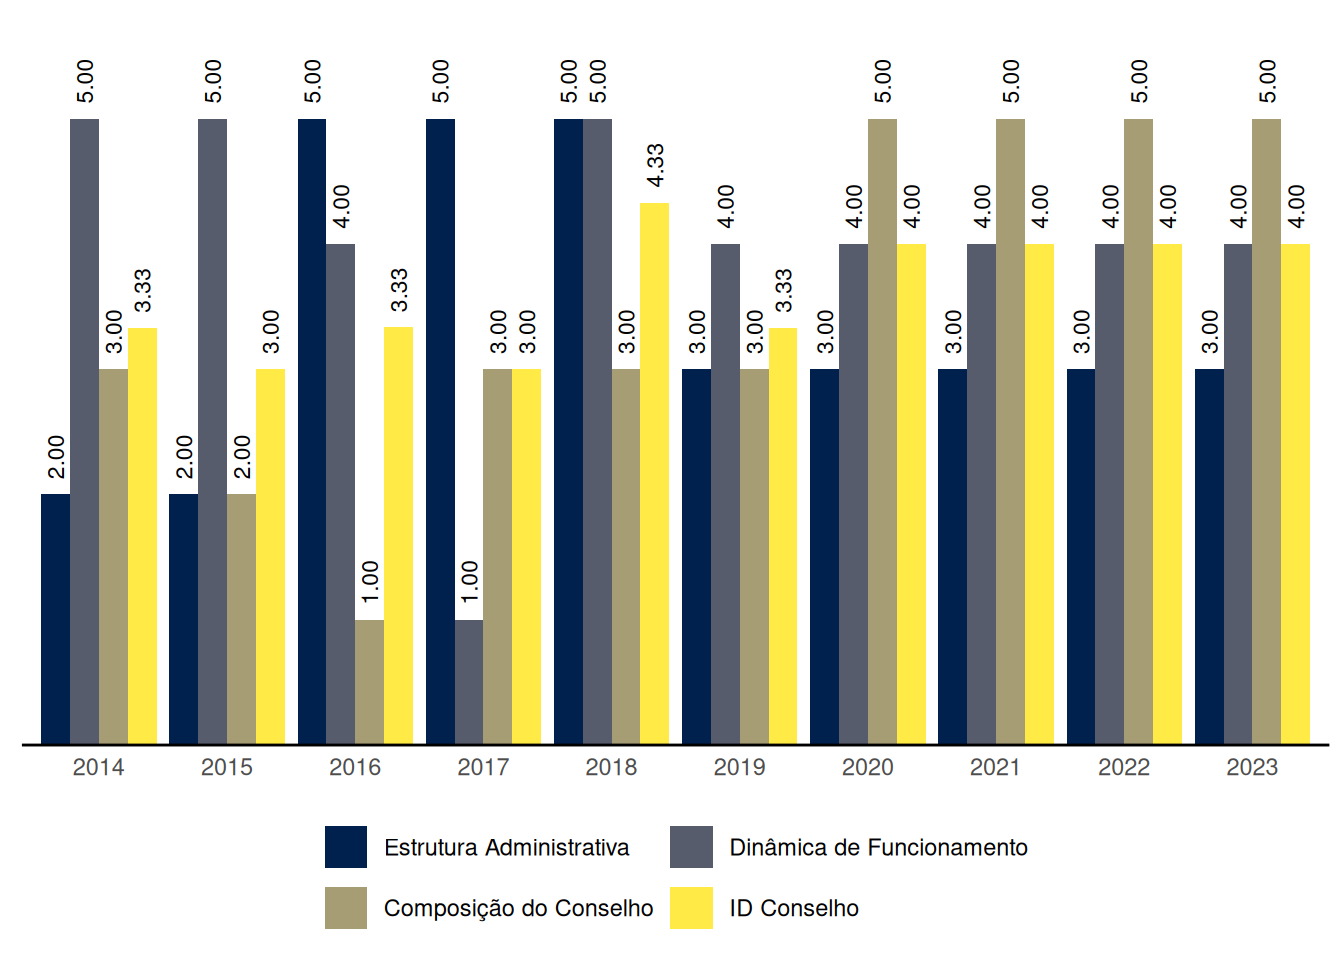 2.00 5.00 3.00 3.33 2.00 5.00 2.00 3.00 5.00 4.00 1.00 3.33 5.00 1.00 3.00 3.00 5.00 5.00 3.00 4.33 3.00 4.00 3.00 3.33 3.00 4.00 5.00 4.00 3.00 4.00 5.00 4.00 3.00 4.00 5.00 4.00 3.00 4.00 5.00 4.00
2014 2015 2016 2017 2018 2019 2020 2021 2022 2023
Estrutura Administrativa Dinâmica de Funcionamento
Composição do Conselho ID Conselho